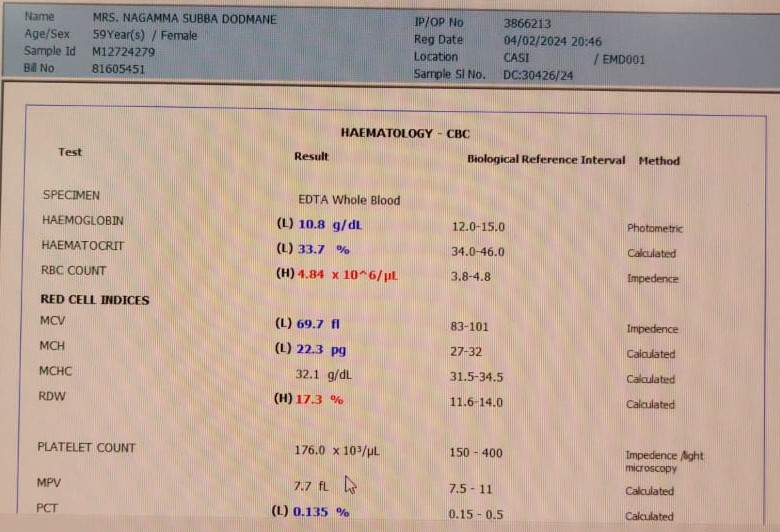 Name MRS. NAGAMMA SUBBA DODMANE IP/OP No 3866213
Age/Sex 59Year(s) / Female Reg Date 04/02/2024 20:46
Sample Id M12724279 Location CASI / EMD001
Bill No 81605451 Sample Sl No. DC:30426/24
HAEMATOLOGY - CBC
Test Result Biological Reference Interval Method
SPECIMEN EDTA Whole Blood
HAEMOGLOBIN (L) 10.8 g/dL 12.0-15.0 Photometric
HAEMATOCRIT (L) 33.7 % 34.0-46.0 Calculated
RBC COUNT (H) 4.84 x 10^6/µL 3.8-4.8 Impedence
RED CELL INDICES
MCV (L) 69.7 fl 83-101 Impedence
MCH (L) 22.3 pg 27-32 Calculated
MCHC 32.1 g/dL 31.5-34.5 Calculated
RDW (H) 17.3 % 11.6-14.0 Calculated
PLATELET COUNT 176.0 x 10³/µL 150 - 400 Impedence /light
microscopy
MPV 7.7 fL 7.5 - 11 Calculated
PCT (L) 0.135 % 0.15 - 0.5 Calculated